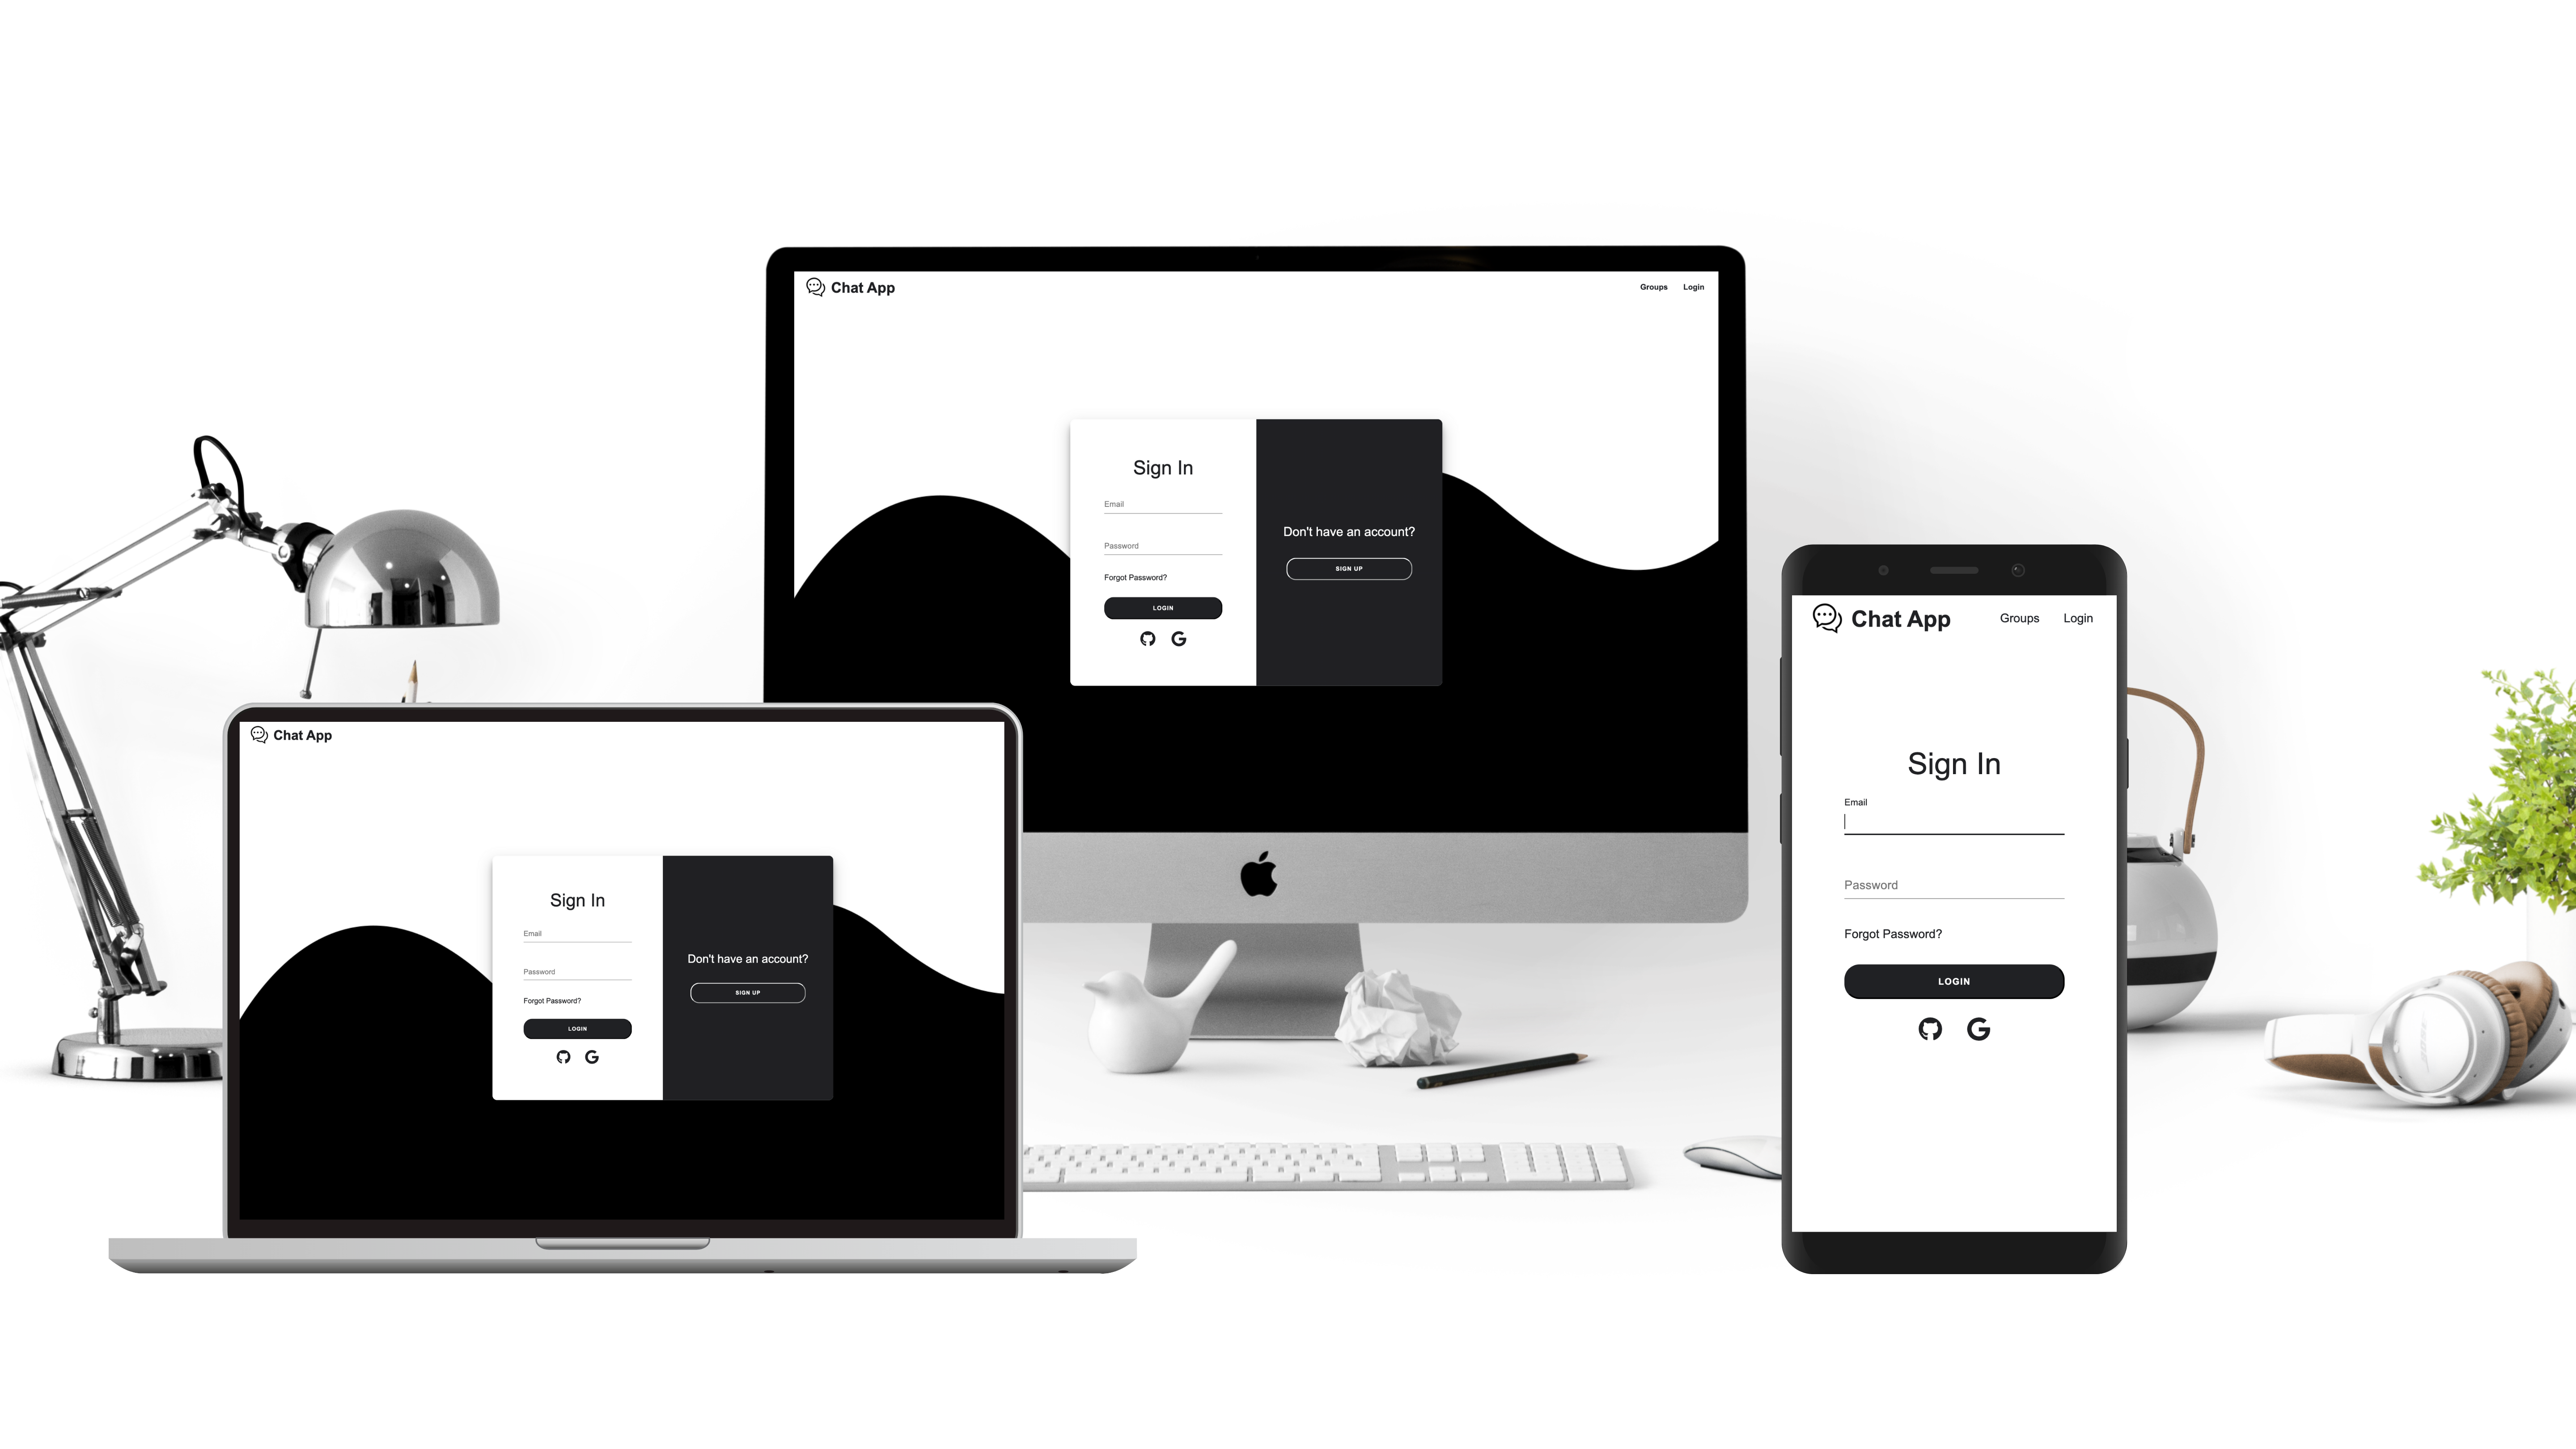 Chat App
Groups Login
Sign In
Email
Password
Forgot Password?
LOGIN
Don't have an account?
SIGN UP
Chat App
Sign In
Email
Password
Forgot Password?
LOGIN
Don't have an account?
SIGN UP
Chat App Groups Login
Sign In
Email
Password
Forgot Password?
LOGIN